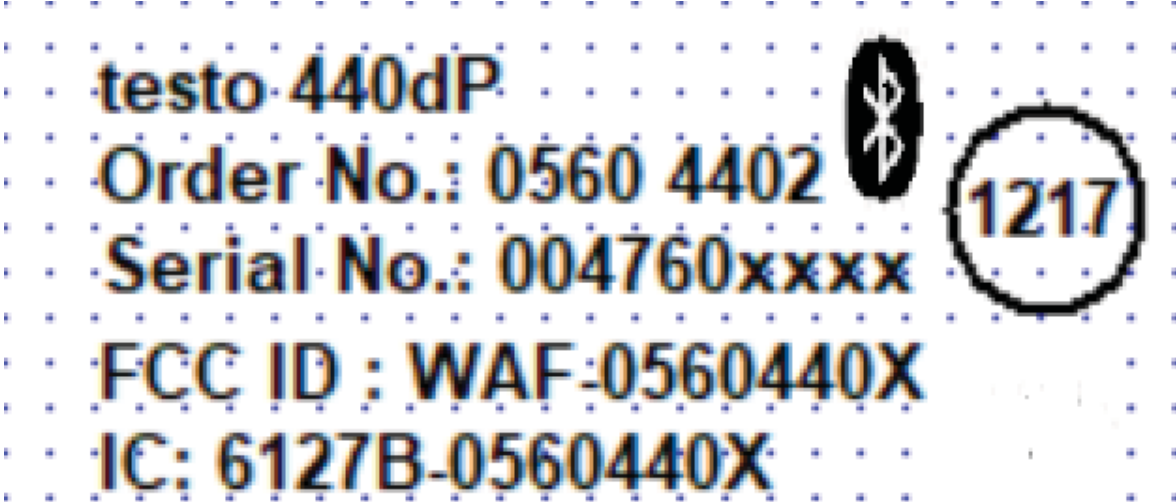 testo 440dP
Order No.: 0560 4402
1217
Serial No.: 004760xxxx
FCC ID : WAF-0560440X
IC: 6127B-0560440X